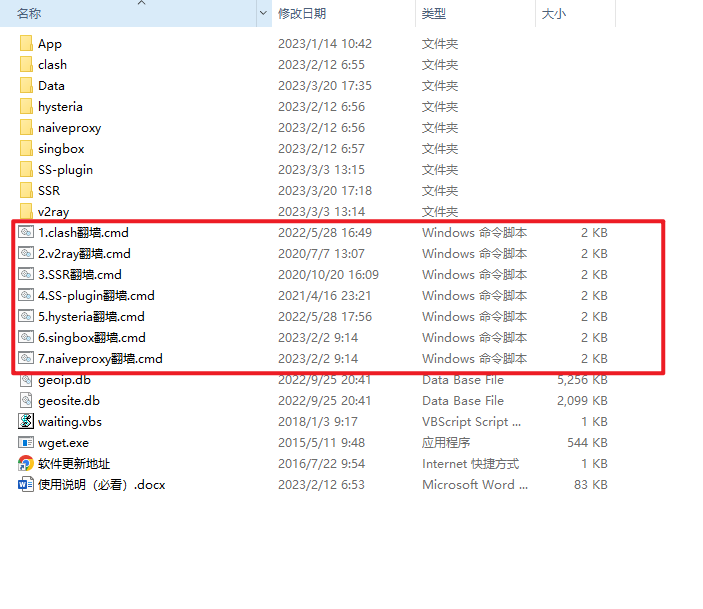 名称 修改日期 类型 大小
App 2023/1/14 10:42 文件夹
clash 2023/2/12 6:55 文件夹
Data 2023/3/20 17:35 文件夹
hysteria 2023/2/12 6:56 文件夹
naiveproxy 2023/2/12 6:56 文件夹
singbox 2023/2/12 6:57 文件夹
SS-plugin 2023/3/3 13:15 文件夹
SSR 2023/3/20 17:18 文件夹
v2ray 2023/3/3 13:14 文件夹
1.clash翻墙.cmd 2022/5/28 16:49 Windows 命令脚本 2 KB
2.v2ray翻墙.cmd 2020/7/7 13:07 Windows 命令脚本 2 KB
3.SSR翻墙.cmd 2020/10/20 16:09 Windows 命令脚本 2 KB
4.SS-plugin翻墙.cmd 2021/4/16 23:21 Windows 命令脚本 2 KB
5.hysteria翻墙.cmd 2022/5/28 17:56 Windows 命令脚本 2 KB
6.singbox翻墙.cmd 2023/2/2 9:14 Windows 命令脚本 2 KB
7.naiveproxy翻墙.cmd 2023/2/2 9:14 Windows 命令脚本 2 KB
geoip.db 2022/9/25 20:41 Data Base File 5,256 KB
geosite.db 2022/9/25 20:41 Data Base File 2,099 KB
waiting.vbs 2018/1/3 9:17 VBScript Script ... 1 KB
wget.exe 2015/5/11 9:48 应用程序 544 KB
软件更新地址 2016/7/22 9:54 Internet 快捷方式 1 KB
使用说明（必看）.docx 2023/2/12 6:53 Microsoft Word ... 83 KB